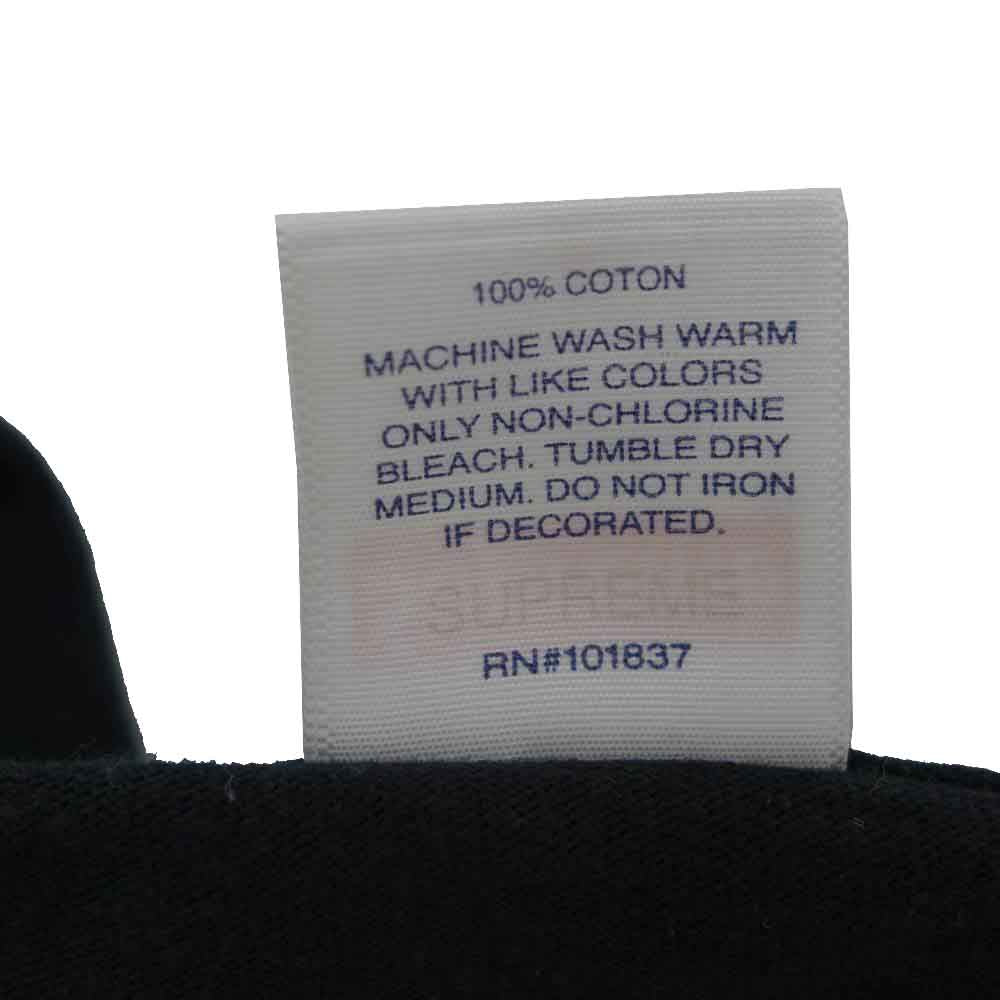 100% COTON
MACHINE WASH WARM
WITH LIKE COLORS
ONLY NON-CHLORINE
BLEACH. TUMBLE DRY
MEDIUM. DO NOT IRON
IF DECORATED.
SUPREME
RN#101837